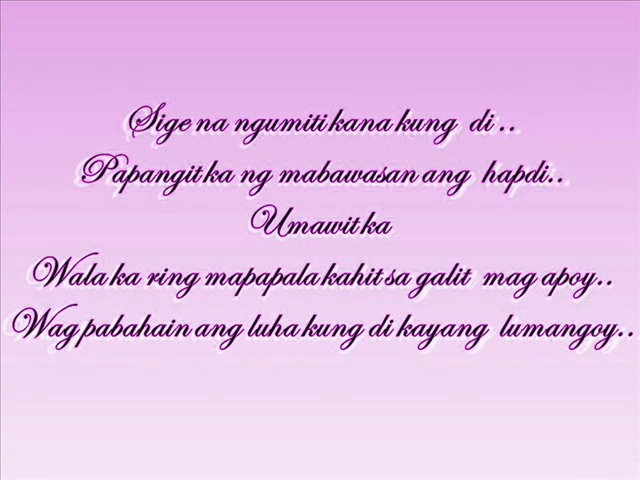 Sige na ngumiti kana kung di ..
Papangit ka ng mabawasan ang hapdi..
Umawit ka
Wala ka ring mapapala kahit sa galit mag apoy..
Wag pabahain ang luha kung di kayang lumangoy..